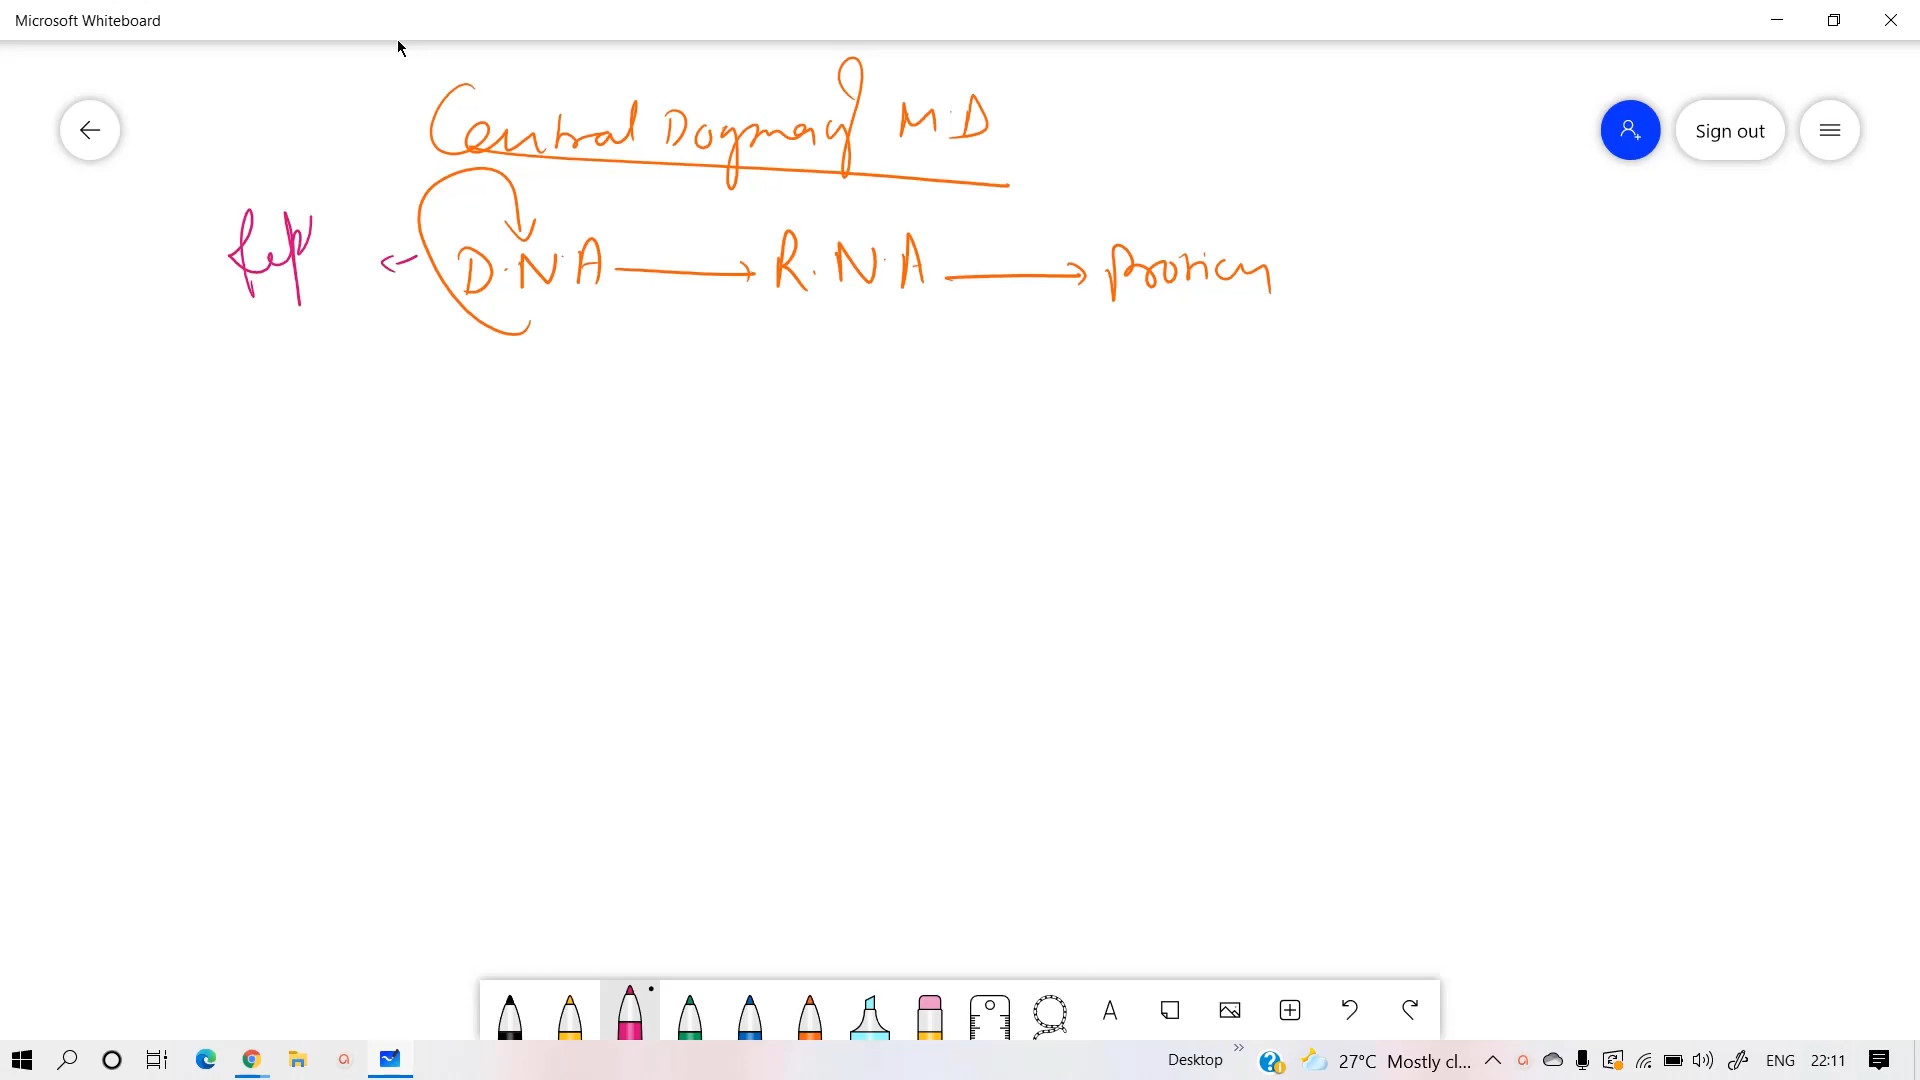 Microsoft Whiteboard
Central Dogma of M.D
Sign out
Rep
D.N.A R.N.A Protien
A
Desktop
27°C Mostly cl...
ENG
22:11